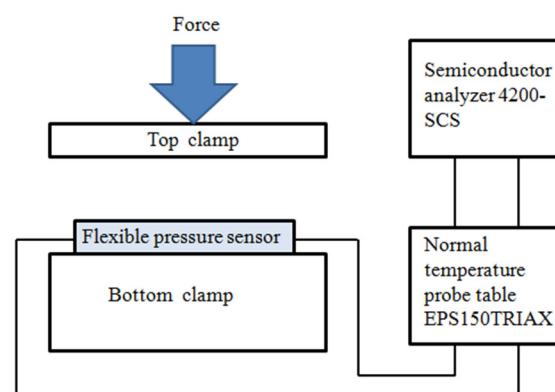 Force
Top clamp
Flexible pressure sensor
Bottom clamp
Semiconductor
analyzer 4200-
SCS
Normal
temperature
probe table
EPS150TRIAX